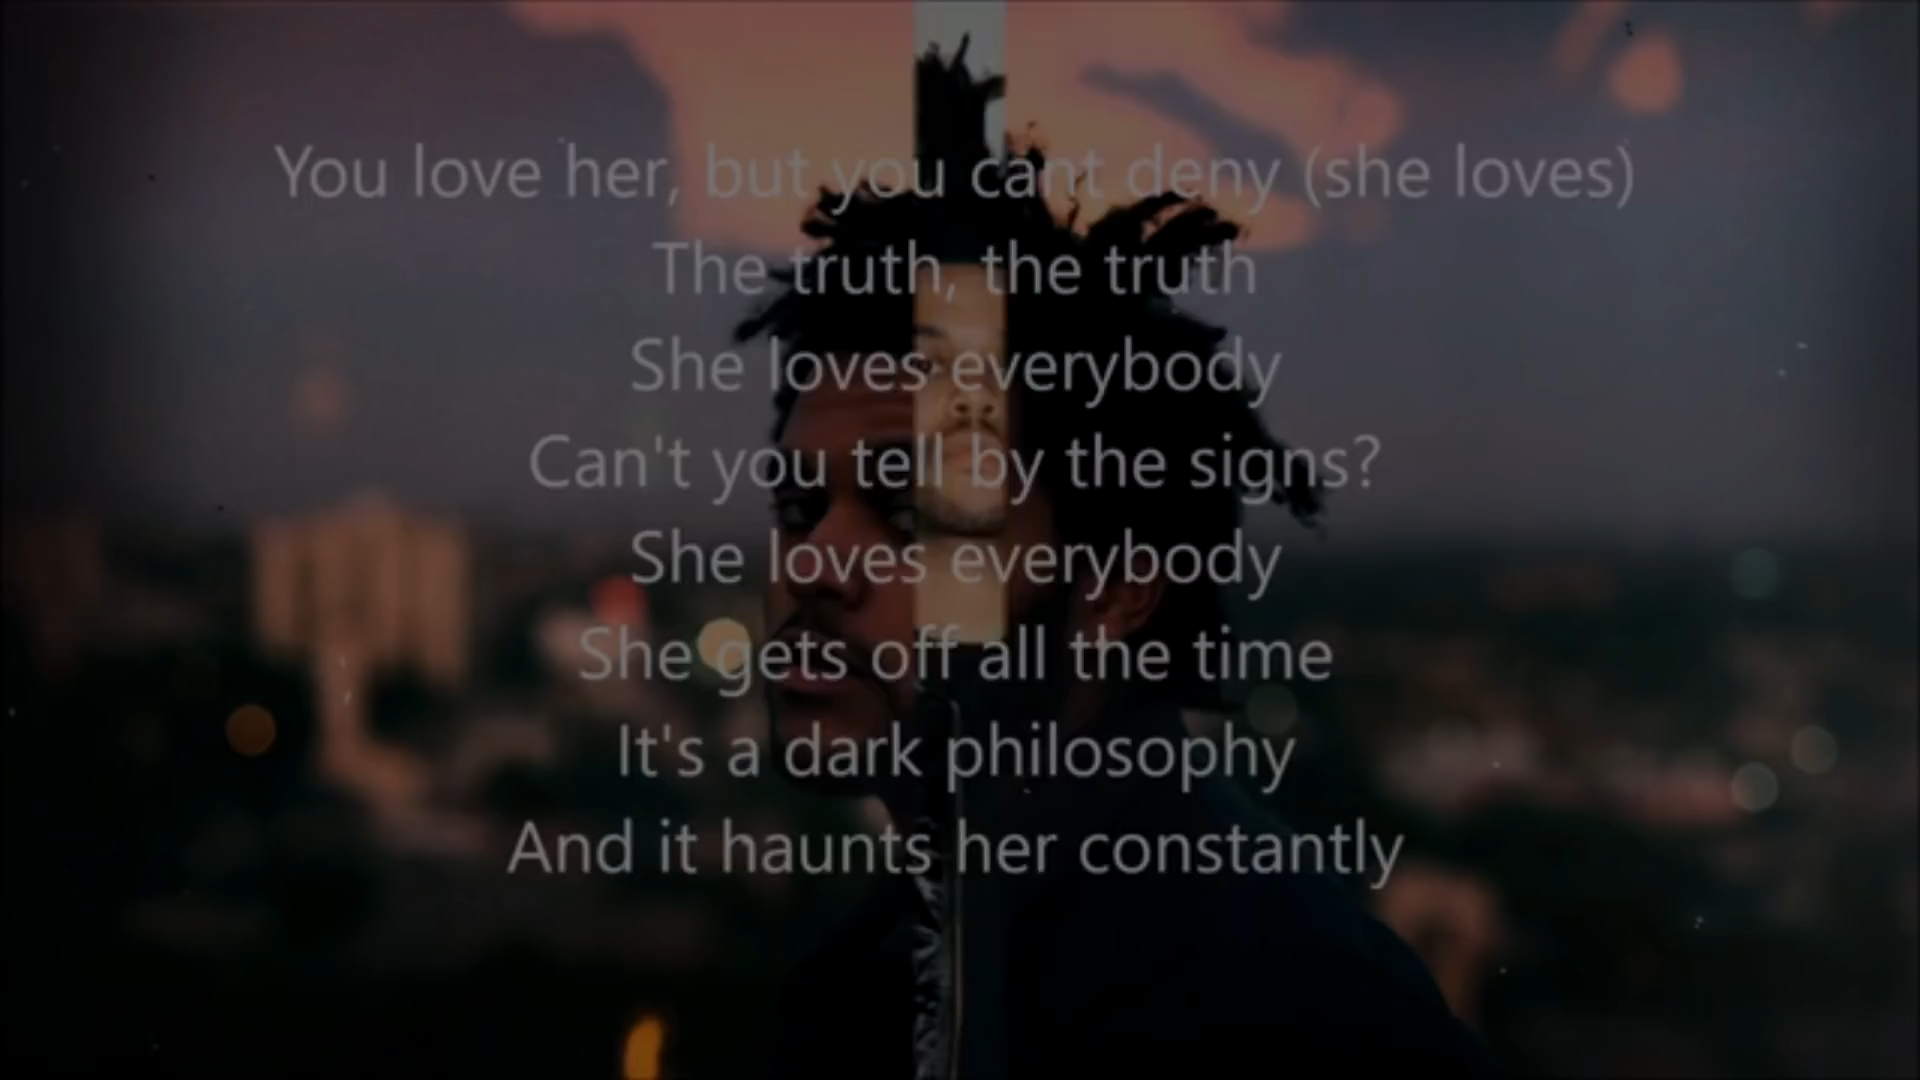 You love her, but you cant deny (she loves)
The truth, the truth
She loves everybody
Can't you tell by the signs?
She loves everybody
She gets off all the time
It's a dark philosophy
And it haunts her constantly